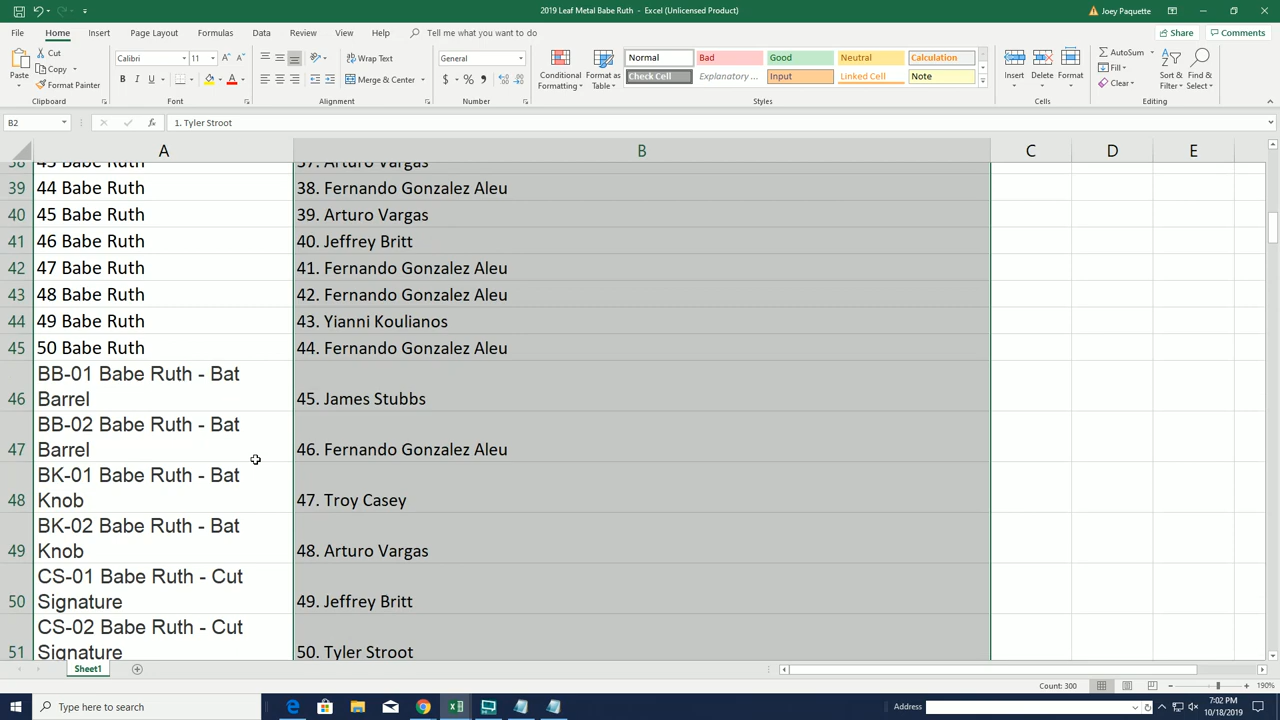 2019 Leaf Metal Babe Ruth - Excel (Unlicensed Product)
Joey Paquette
File Home Insert Page Layout Formulas Data Review View Help Tell me what you want to do
Share Comments
Paste
Cut
Copy
Format Painter
Clipboard
Calibri 11
B I U
Font
Wrap Text
Merge & Center
Alignment
General
$ % ,
Number
Conditional Formatting
Format as Table
Normal Bad Good Neutral Calculation
Check Cell Explanatory ... Input Linked Cell Note
Styles
Insert Delete Format
Cells
AutoSum
Fill
Clear
Sort & Filter
Find & Select
Editing
B2
fx
1. Tyler Stroot
A B C D E
38 43 Babe Ruth 37. Arturo Vargas
39 44 Babe Ruth 38. Fernando Gonzalez Aleu
40 45 Babe Ruth 39. Arturo Vargas
41 46 Babe Ruth 40. Jeffrey Britt
42 47 Babe Ruth 41. Fernando Gonzalez Aleu
43 48 Babe Ruth 42. Fernando Gonzalez Aleu
44 49 Babe Ruth 43. Yianni Koulianos
45 50 Babe Ruth 44. Fernando Gonzalez Aleu
BB-01 Babe Ruth - Bat
46 Barrel 45. James Stubbs
BB-02 Babe Ruth - Bat
47 Barrel 46. Fernando Gonzalez Aleu
BK-01 Babe Ruth - Bat
48 Knob 47. Troy Casey
BK-02 Babe Ruth - Bat
49 Knob 48. Arturo Vargas
CS-01 Babe Ruth - Cut
50 Signature 49. Jeffrey Britt
CS-02 Babe Ruth - Cut
51 Signature 50. Tyler Stroot
Sheet1
Count: 300
190%
Type here to search
Address
7:02 PM
10/18/2019